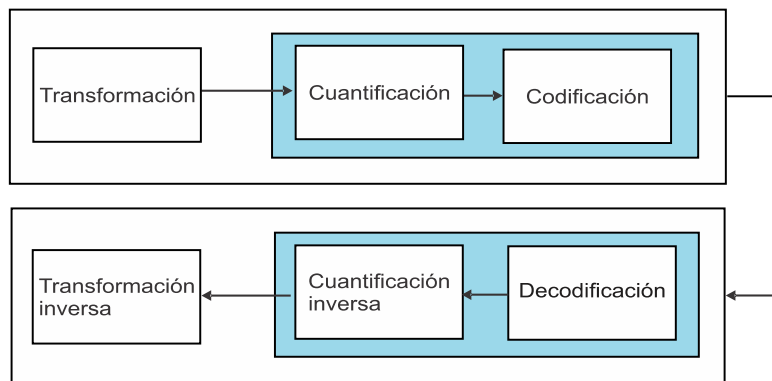 Transformación
Cuantificación
Codificación
Transformación
inversa
Cuantificación
inversa
Decodificación